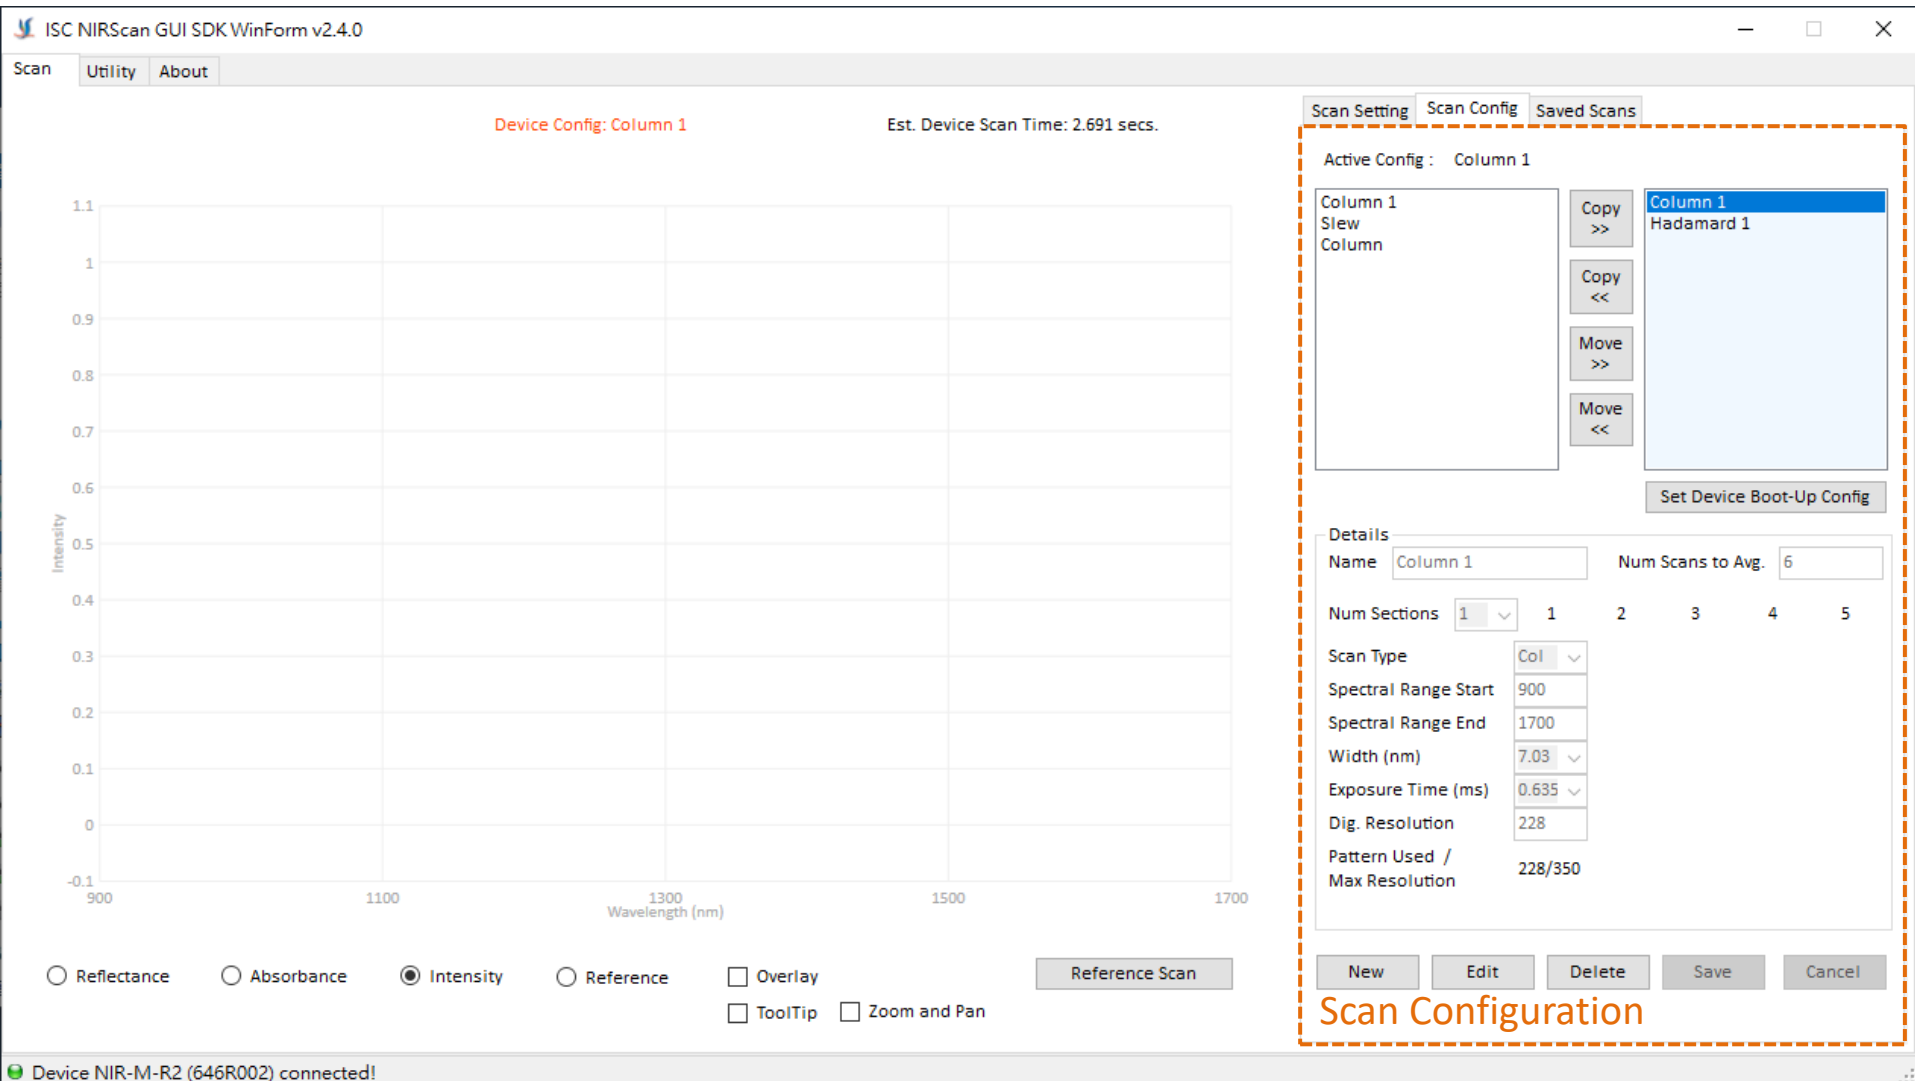 ISC NIRScan GUI SDK WinForm v2.4.0
Scan Utility About
Device Config: Column 1 Est. Device Scan Time: 2.691 secs.
1.1
1
0.9
0.8
0.7
0.6
0.5
0.4
0.3
0.2
0.1
0
-0.1
Intensity
900 1100 1300 1500 1700
Wavelength (nm)
Reflectance Absorbance Intensity Reference Overlay Reference Scan
ToolTip Zoom and Pan
Scan Setting Scan Config Saved Scans
Active Config : Column 1
Column 1
Slew
Column
Copy
>>
Copy
<<
Move
>>
Move
<<
Column 1
Hadamard 1
Set Device Boot-Up Config
Details
Name Column 1 Num Scans to Avg. 6
Num Sections 1 1 2 3 4 5
Scan Type Col
Spectral Range Start 900
Spectral Range End 1700
Width (nm) 7.03
Exposure Time (ms) 0.635
Dig. Resolution 228
Pattern Used /
Max Resolution 228/350
New Edit Delete Save Cancel
Scan Configuration
Device NIR-M-R2 (646R002) connected!